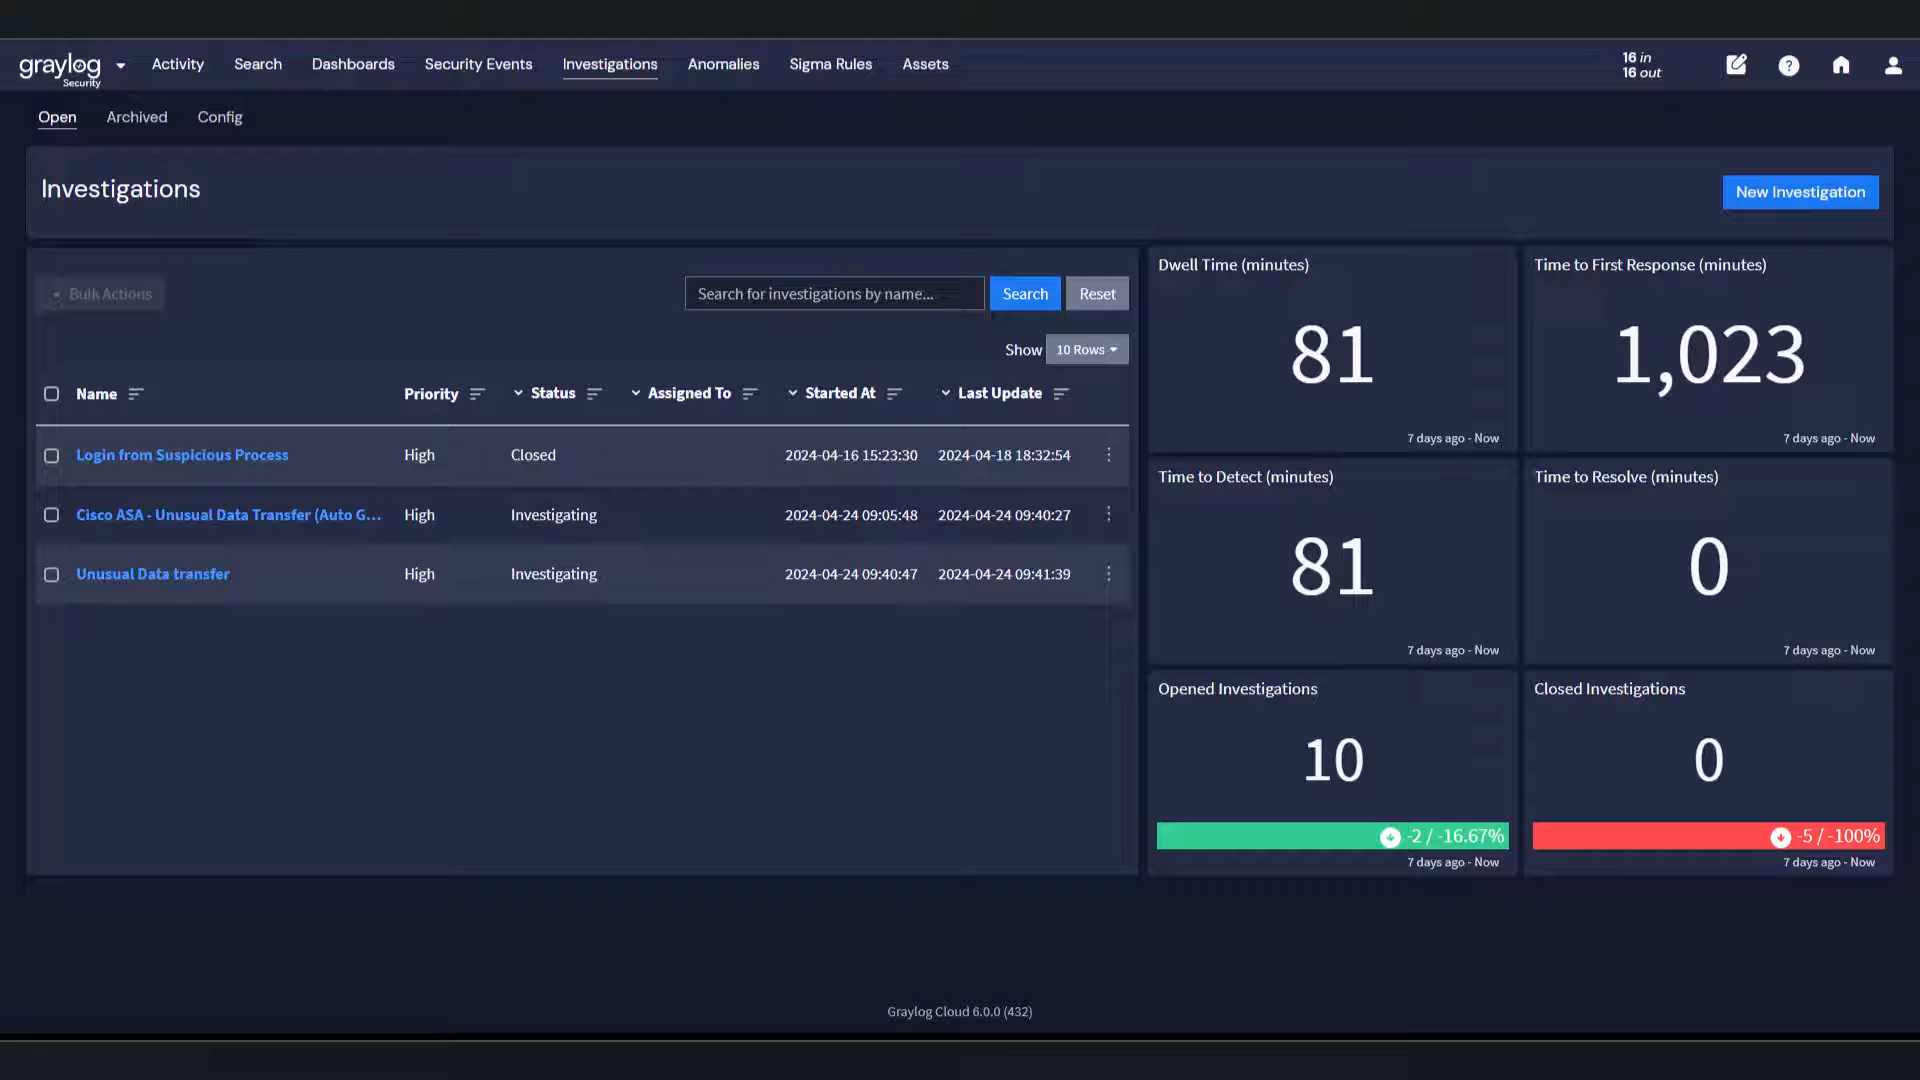 graylog
Security
Activity
Search
Dashboards
Security Events
Investigations
Anomalies
Sigma Rules
Assets
16 in
16 out
Open
Archived
Config
Investigations
New Investigation
Bulk Actions
Search for investigations by name...
Search
Reset
Show
10 Rows
Name Priority Status Assigned To Started At Last Update
Login from Suspicious Process High Closed 2024-04-16 15:23:30 2024-04-18 18:32:54
Cisco ASA - Unusual Data Transfer (Auto G... High Investigating 2024-04-24 09:05:48 2024-04-24 09:40:27
Unusual Data transfer High Investigating 2024-04-24 09:40:47 2024-04-24 09:41:39
Dwell Time (minutes)
81
7 days ago - Now
Time to First Response (minutes)
1,023
7 days ago - Now
Time to Detect (minutes)
81
7 days ago - Now
Time to Resolve (minutes)
0
7 days ago - Now
Opened Investigations
10
-2 / -16.67%
7 days ago - Now
Closed Investigations
0
-5 / -100%
7 days ago - Now
Graylog Cloud 6.0.0 (432)